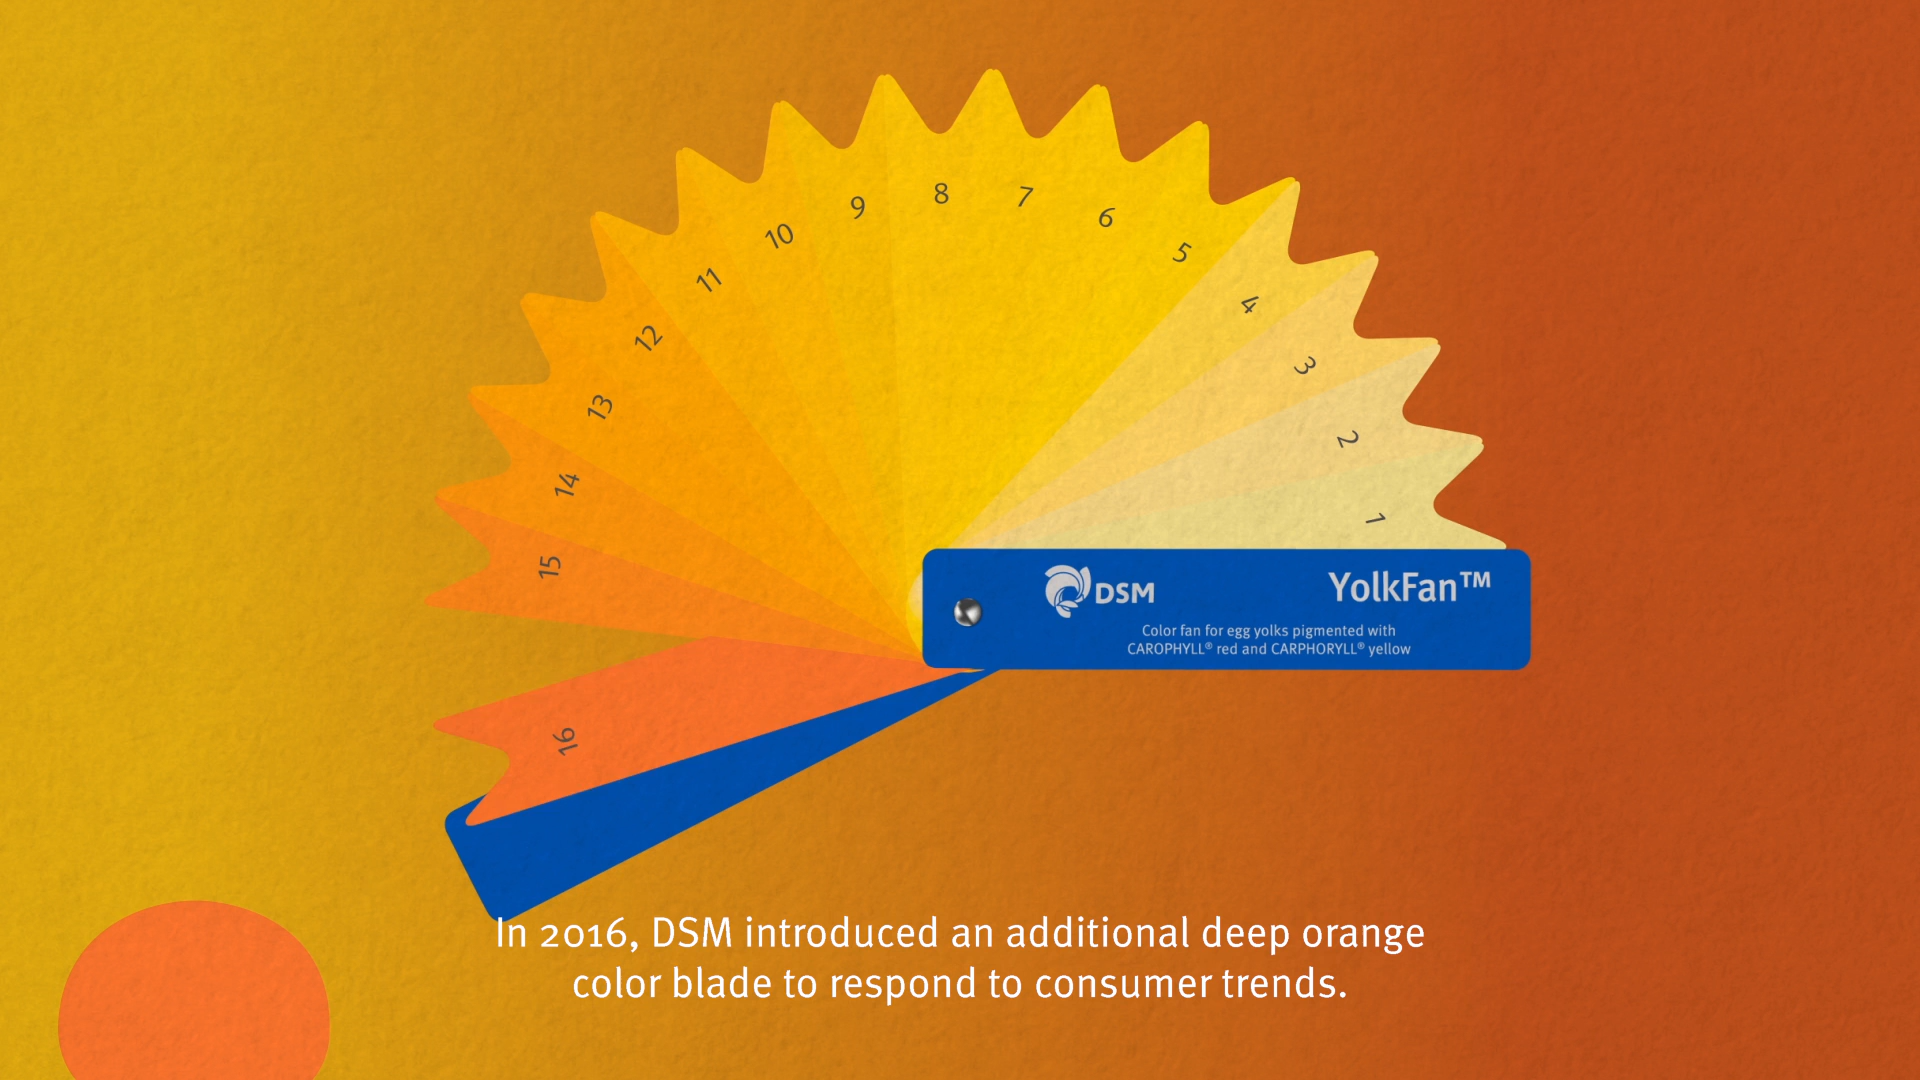 9
8
7
10
6
11
5
4
12
3
13
2
14
1
15
DSM
YolkFan™
Color fan for egg yolks pigmented with
CAROPHYLL® red and CARPHORYLL® yellow
16
In 2016, DSM introduced an additional deep orange
color blade to respond to consumer trends.